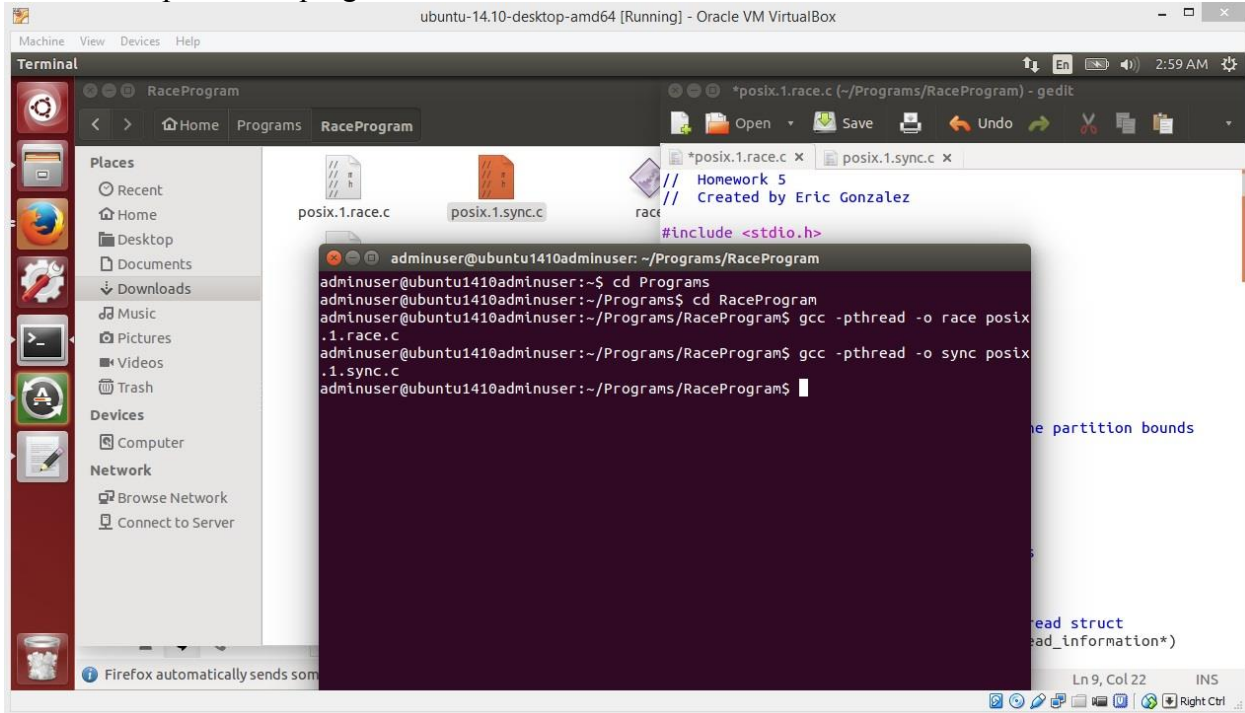 ubuntu-14.10-desktop-amd64 [Running] - Oracle VM VirtualBox
Machine View Devices Help
Terminal
En
2:59 AM
RaceProgram
Home Programs RaceProgram
Places
Recent
Home
Desktop
Documents
Downloads
Music
Pictures
Videos
Trash
Devices
Computer
Network
Browse Network
Connect to Server
posix.1.race.c
posix.1.sync.c
race
Firefox automatically sends som
*posix.1.race.c (~/Programs/RaceProgram) - gedit
Open Save Undo
*posix.1.race.c × posix.1.sync.c ×
// Homework 5
// Created by Eric Gonzalez
#include <stdio.h>
adminuser@ubuntu1410adminuser: ~/Programs/RaceProgram
adminuser@ubuntu1410adminuser:~$ cd Programs
adminuser@ubuntu1410adminuser:~/Programs$ cd RaceProgram
adminuser@ubuntu1410adminuser:~/Programs/RaceProgram$ gcc -pthread -o race posix
.1.race.c
adminuser@ubuntu1410adminuser:~/Programs/RaceProgram$ gcc -pthread -o sync posix
.1.sync.c
adminuser@ubuntu1410adminuser:~/Programs/RaceProgram$
partition bounds
struct
ead_information*)
Ln 9, Col 22 INS
Right Ctrl